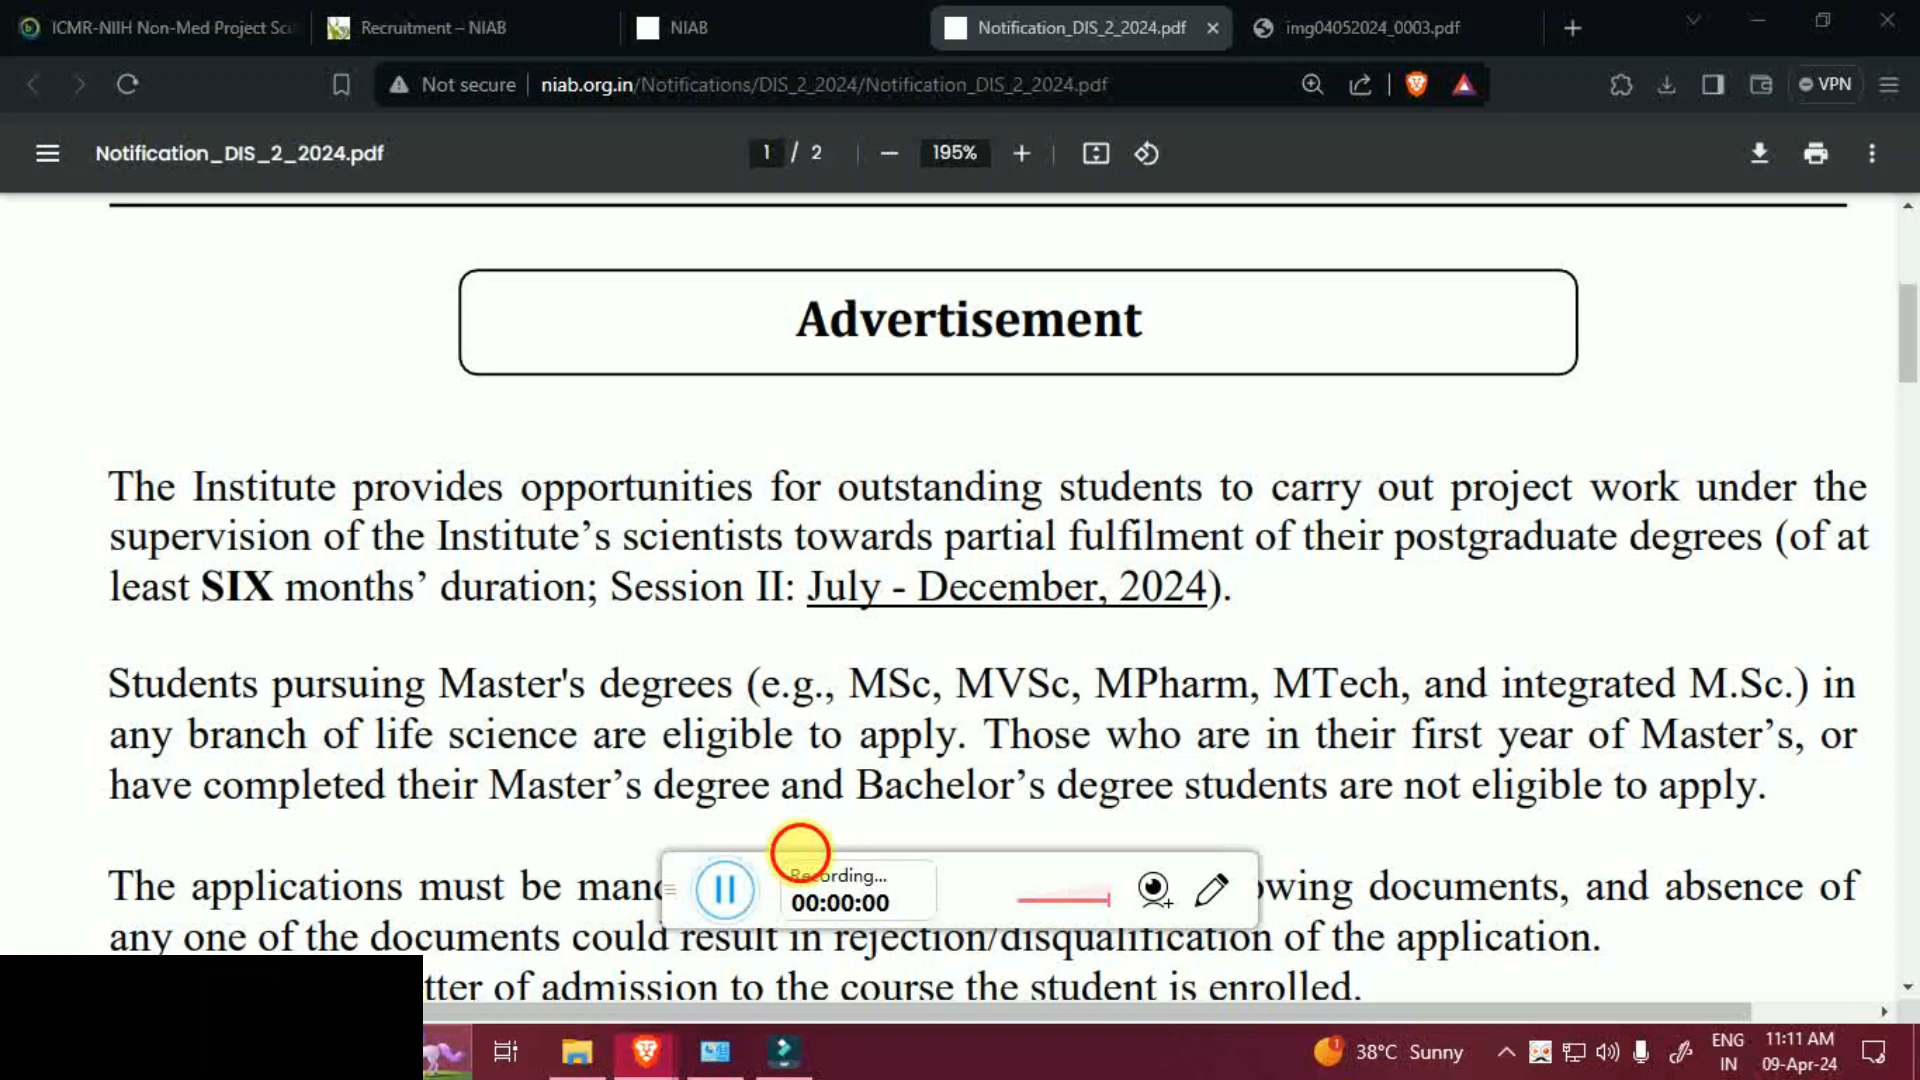 ICMR-NIIH Non-Med Project Sci
Recruitment – NIAB
NIAB
Notification_DIS_2_2024.pdf
img04052024_0003.pdf
Not secure
niab.org.in/Notifications/DIS_2_2024/Notification_DIS_2_2024.pdf
VPN
Notification_DIS_2_2024.pdf
1 / 2
195%
Advertisement
The Institute provides opportunities for outstanding students to carry out project work under the
supervision of the Institute’s scientists towards partial fulfilment of their postgraduate degrees (of at
least SIX months’ duration; Session II: July - December, 2024).
Students pursuing Master's degrees (e.g., MSc, MVSc, MPharm, MTech, and integrated M.Sc.) in
any branch of life science are eligible to apply. Those who are in their first year of Master’s, or
have completed their Master’s degree and Bachelor’s degree students are not eligible to apply.
The applications must be owing documents, and absence of
Recording...
00:00:00
any one of the documents could result in rejection/disqualification of the application.
tter of admission to the course the student is enrolled.
1
38°C Sunny
ENG
IN
11:11 AM
09-Apr-24